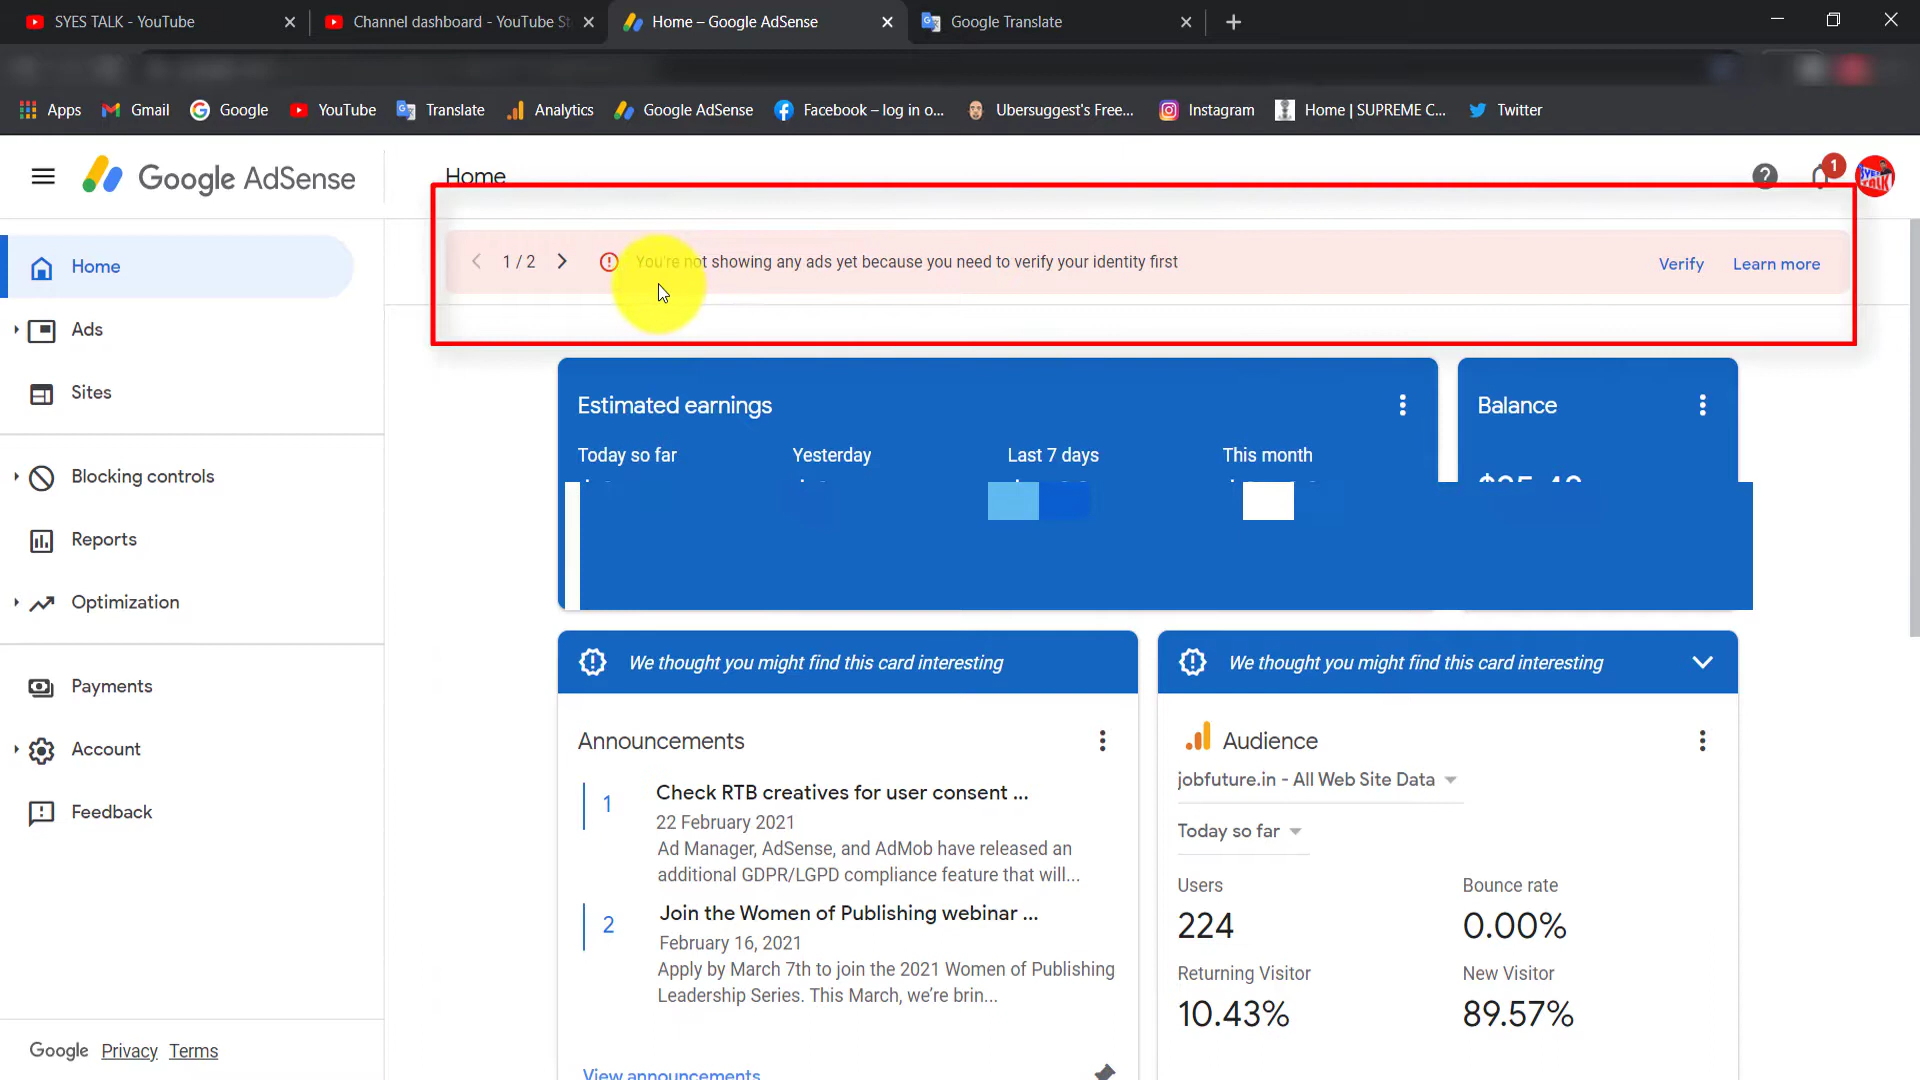 SYES TALK - YouTube
Channel dashboard - YouTube St
Home – Google AdSense
Google Translate
Apps
Gmail
Google
YouTube
Translate
Analytics
Google AdSense
Facebook – log in o...
Ubersuggest's Free...
Instagram
Home | SUPREME C...
Twitter
Google AdSense
Home
1
SYES TALK
1 / 2
You're not showing any ads yet because you need to verify your identity first
Verify
Learn more
Home
Ads
Sites
Blocking controls
Reports
Optimization
Payments
Account
Feedback
Google Privacy Terms
Estimated earnings
Today so far
Yesterday
Last 7 days
This month
Balance
We thought you might find this card interesting
Announcements
1
Check RTB creatives for user consent ...
22 February 2021
Ad Manager, AdSense, and AdMob have released an
additional GDPR/LGPD compliance feature that will...
2
Join the Women of Publishing webinar ...
February 16, 2021
Apply by March 7th to join the 2021 Women of Publishing
Leadership Series. This March, we're brin...
View announcements
We thought you might find this card interesting
Audience
jobfuture.in - All Web Site Data
Today so far
Users
224
Bounce rate
0.00%
Returning Visitor
10.43%
New Visitor
89.57%